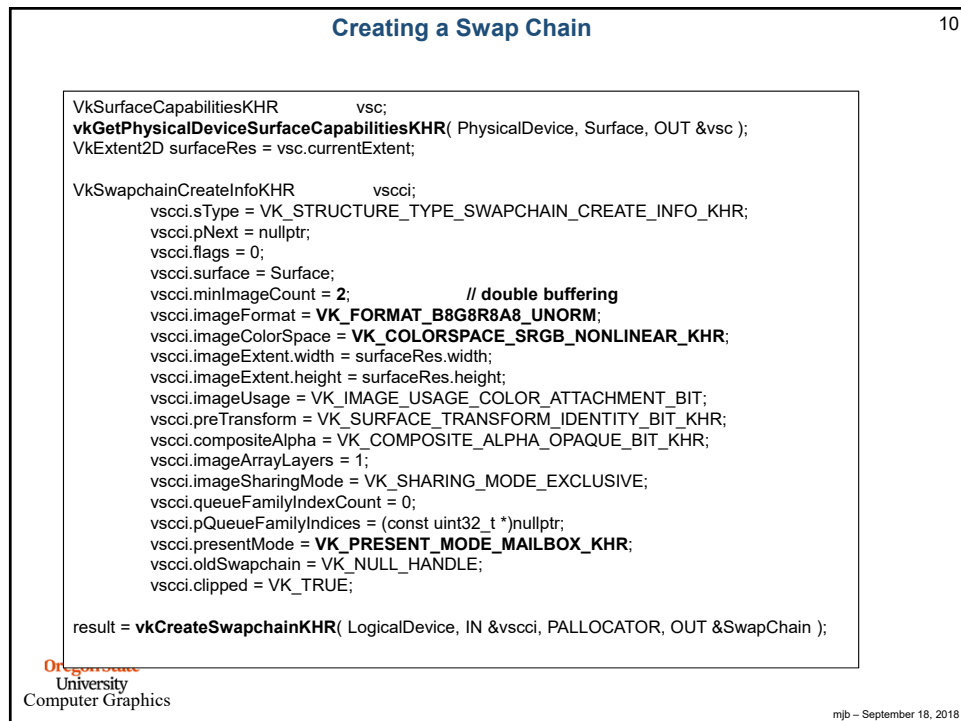 Creating a Swap Chain
10
VkSurfaceCapabilitiesKHR vsc;
vkGetPhysicalDeviceSurfaceCapabilitiesKHR( PhysicalDevice, Surface, OUT &vsc );
VkExtent2D surfaceRes = vsc.currentExtent;
VkSwapchainCreateInfoKHR vscci;
vscci.sType = VK_STRUCTURE_TYPE_SWAPCHAIN_CREATE_INFO_KHR;
vscci.pNext = nullptr;
vscci.flags = 0;
vscci.surface = Surface;
vscci.minImageCount = 2; // double buffering
vscci.imageFormat = VK_FORMAT_B8G8R8A8_UNORM;
vscci.imageColorSpace = VK_COLORSPACE_SRGB_NONLINEAR_KHR;
vscci.imageExtent.width = surfaceRes.width;
vscci.imageExtent.height = surfaceRes.height;
vscci.imageUsage = VK_IMAGE_USAGE_COLOR_ATTACHMENT_BIT;
vscci.preTransform = VK_SURFACE_TRANSFORM_IDENTITY_BIT_KHR;
vscci.compositeAlpha = VK_COMPOSITE_ALPHA_OPAQUE_BIT_KHR;
vscci.imageArrayLayers = 1;
vscci.imageSharingMode = VK_SHARING_MODE_EXCLUSIVE;
vscci.queueFamilyIndexCount = 0;
vscci.pQueueFamilyIndices = (const uint32_t *)nullptr;
vscci.presentMode = VK_PRESENT_MODE_MAILBOX_KHR;
vscci.oldSwapchain = VK_NULL_HANDLE;
vscci.clipped = VK_TRUE;
result = vkCreateSwapchainKHR( LogicalDevice, IN &vscci, PALLOCATOR, OUT &SwapChain );
Oregon State
University
Computer Graphics
mjb – September 18, 2018